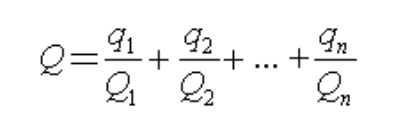 Q = q₁/Q₁ + q₂/Q₂ + ... + qₙ/Qₙ